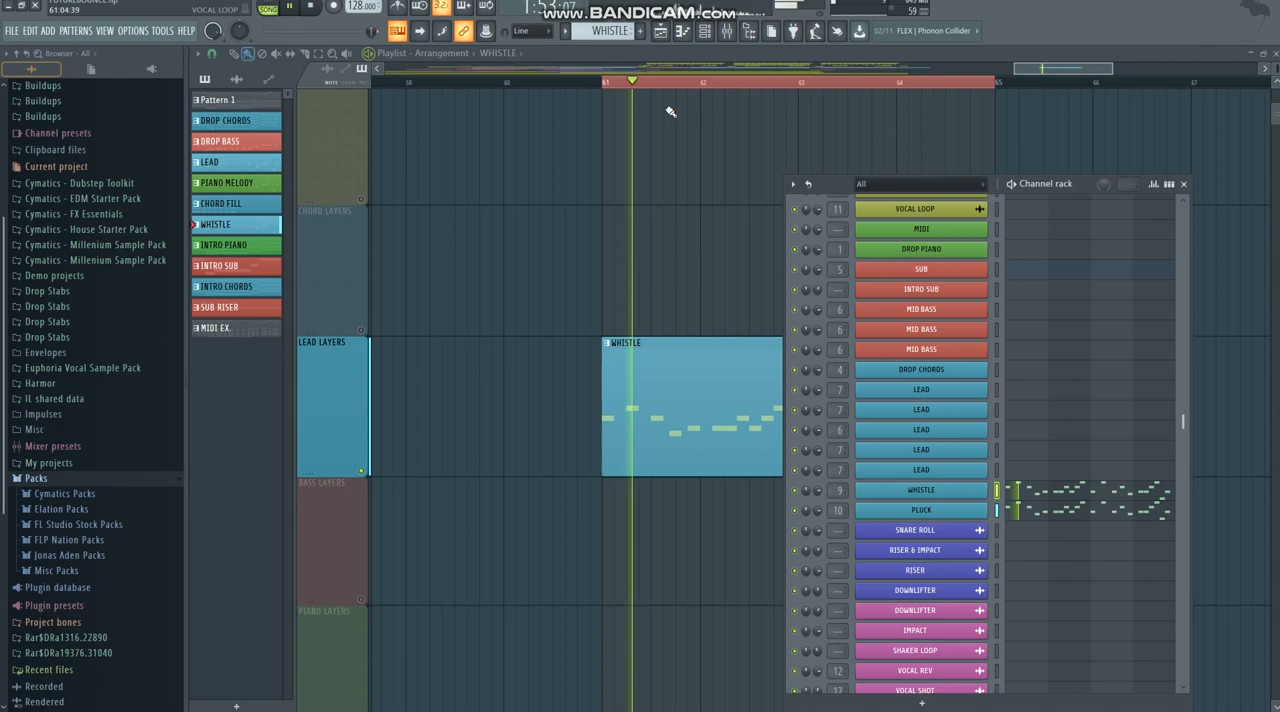 FUTUREBOUNCE.flp
61:04:39
VOCAL LOOP
SONG
128.000
3.2
www.BANDICAM.com
1:53:07
59
FILE EDIT ADD PATTERNS VIEW OPTIONS TOOLS HELP
Line
WHISTLE
02/11 FLEX | Phonon Collider
Browser - All
Playlist - Arrangement
WHISTLE
59
60
61
62
63
64
65
66
67
Buildups
Buildups
Buildups
Channel presets
Clipboard files
Current project
Cymatics - Dubstep Toolkit
Cymatics - EDM Starter Pack
Cymatics - FX Essentials
Cymatics - House Starter Pack
Cymatics - Millenium Sample Pack
Cymatics - Millenium Sample Pack
Demo projects
Drop Stabs
Drop Stabs
Drop Stabs
Drop Stabs
Envelopes
Euphoria Vocal Sample Pack
Harmor
IL shared data
Impulses
Misc
Mixer presets
My projects
Packs
Cymatics Packs
Elation Packs
FL Studio Stock Packs
FLP Nation Packs
Jonas Aden Packs
Misc Packs
Plugin database
Plugin presets
Project bones
Rar$DRa1316.22890
Rar$DRa19376.31040
Recent files
Recorded
Rendered
Pattern 1
DROP CHORDS
DROP BASS
LEAD
PIANO MELODY
CHORD FILL
WHISTLE
INTRO PIANO
INTRO SUB
INTRO CHORDS
SUB RISER
MIDI EX.
CHORD LAYERS
LEAD LAYERS
BASS LAYERS
PIANO LAYERS
WHISTLE
All
Channel rack
11 VOCAL LOOP
--- MIDI
1 DROP PIANO
5 SUB
--- INTRO SUB
6 MID BASS
6 MID BASS
6 MID BASS
4 DROP CHORDS
7 LEAD
7 LEAD
6 LEAD
7 LEAD
7 LEAD
9 WHISTLE
10 PLUCK
--- SNARE ROLL
--- RISER & IMPACT
--- RISER
--- DOWNLIFTER
--- DOWNLIFTER
--- IMPACT
--- SHAKER LOOP
12 VOCAL REV
12 VOCAL SHOT